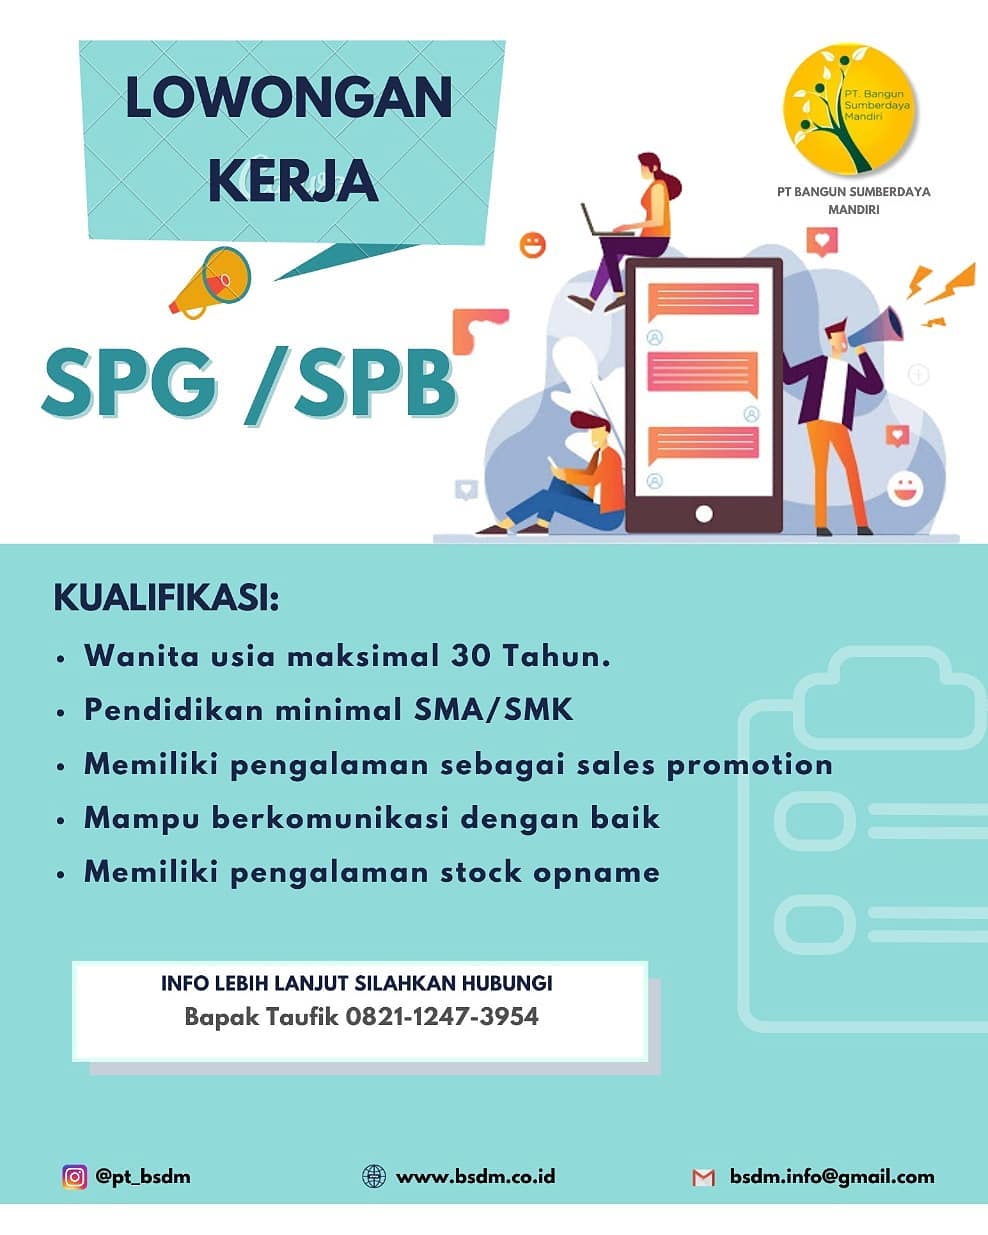 LOWONGAN
KERJA
PT. Bangun
Sumberdaya
Mandiri
PT BANGUN SUMBERDAYA
MANDIRI
SPG /SPB
KUALIFIKASI:
• Wanita usia maksimal 30 Tahun.
• Pendidikan minimal SMA/SMK
• Memiliki pengalaman sebagai sales promotion
• Mampu berkomunikasi dengan baik
• Memiliki pengalaman stock opname
INFO LEBIH LANJUT SILAHKAN HUBUNGI
Bapak Taufik 0821-1247-3954
@pt_bsdm
www.bsdm.co.id
bsdm.info@gmail.com